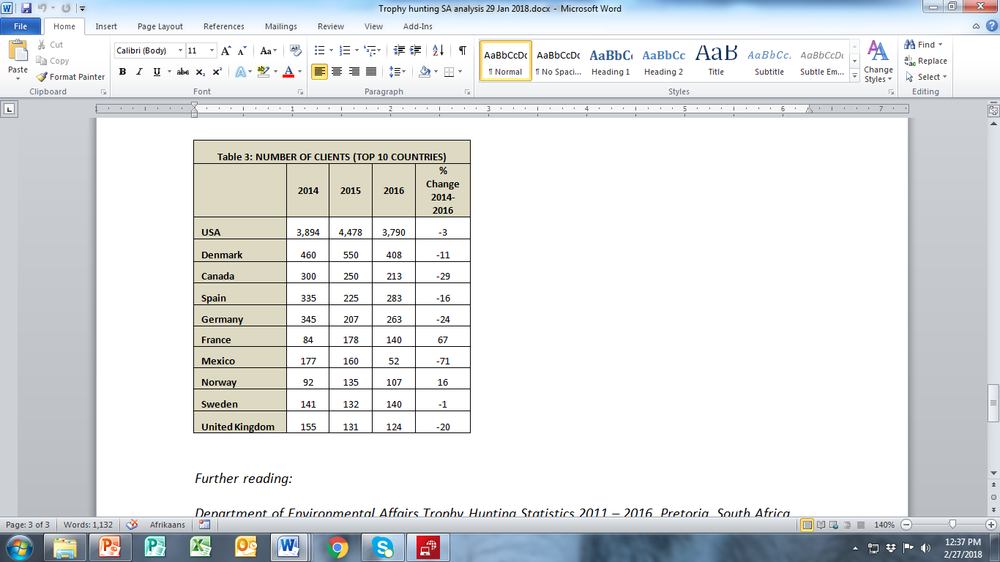 Trophy hunting SA analysis 29 Jan 2018.docx - Microsoft Word
File Home Insert Page Layout References Mailings Review View Add-Ins
Paste
Cut
Copy
Format Painter
Clipboard
Calibri (Body) 11
Font
Paragraph
AaBbCcDc AaBbCcDc AaBbCc AaBbCc AaB AaBbCc. AaBbCcDc
¶ Normal ¶ No Spaci... Heading 1 Heading 2 Title Subtitle Subtle Em...
Styles
Change
Styles
Find
Replace
Select
Editing
1 1 2 3 4 5 6 7
Table 3: NUMBER OF CLIENTS (TOP 10 COUNTRIES)
2014 2015 2016 % Change 2014-2016
USA 3,894 4,478 3,790 -3
Denmark 460 550 408 -11
Canada 300 250 213 -29
Spain 335 225 283 -16
Germany 345 207 263 -24
France 84 178 140 67
Mexico 177 160 52 -71
Norway 92 135 107 16
Sweden 141 132 140 -1
United Kingdom 155 131 124 -20
Further reading:
Department of Environmental Affairs Trophy Hunting Statistics 2011 – 2016, Pretoria, South Africa
Page: 3 of 3 Words: 1,132 Afrikaans 140%
12:37 PM
2/27/2018